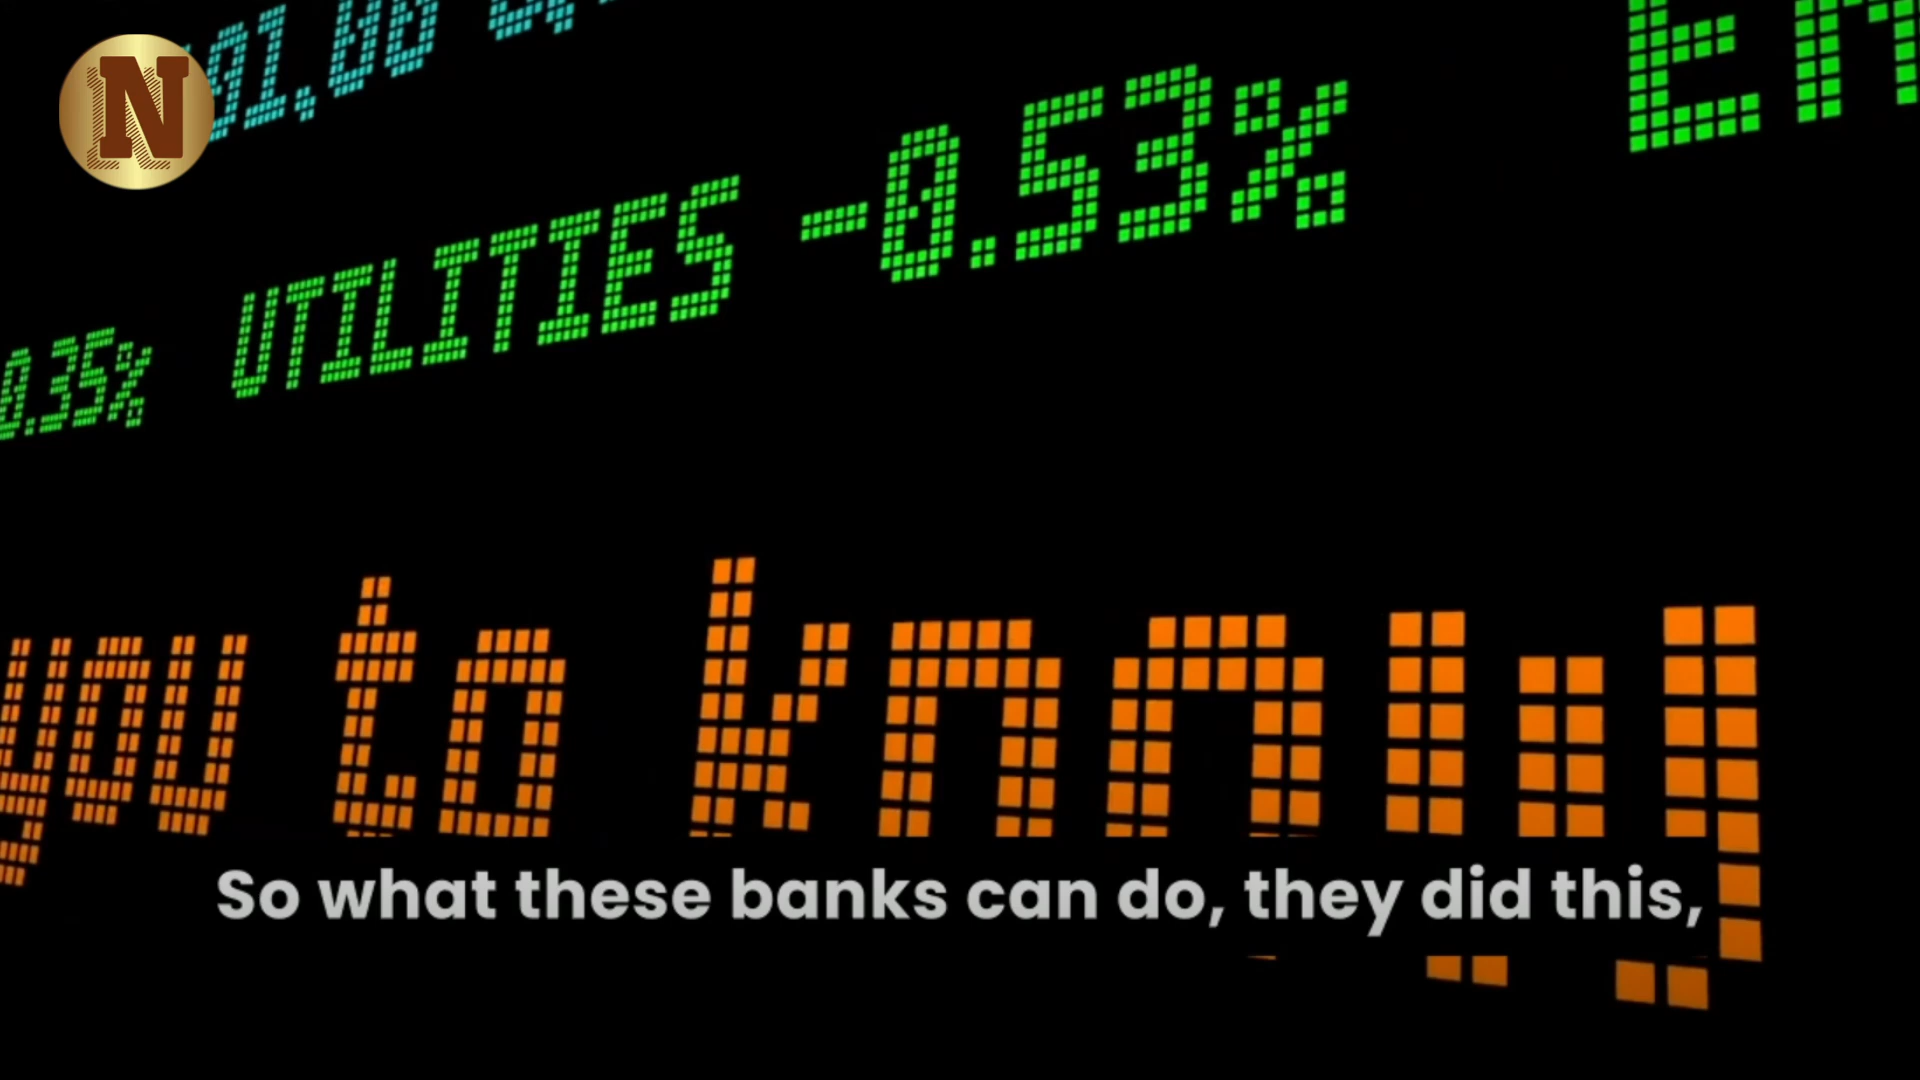 N
0.35% UTILITIES -0.53%
you to know
So what these banks can do, they did this,